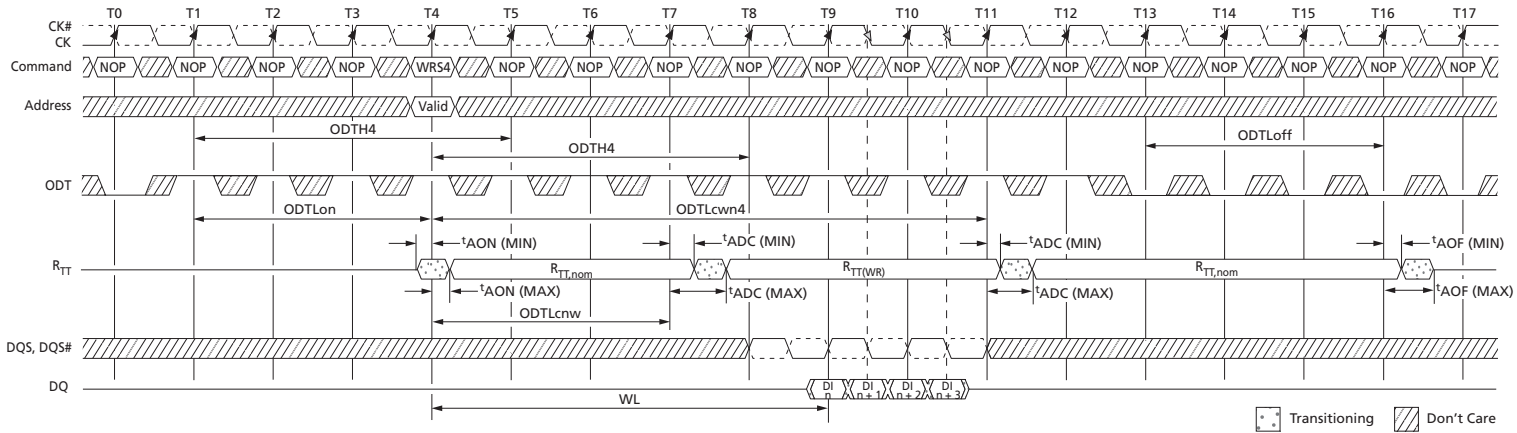 T0 T1 T2 T3 T4 T5 T6 T7 T8 T9 T10 T11 T12 T13 T14 T15 T16 T17
CK#
CK
Command NOP NOP NOP NOP WRS4 NOP NOP NOP NOP NOP NOP NOP NOP NOP NOP NOP NOP NOP
Address Valid
ODTH4 ODTLoff
ODTH4
ODT
ODTLon ODTLcwn4
tAON (MIN) tADC (MIN) tADC (MIN) tAOF (MIN)
RTT RTT,nom RTT(WR) RTT,nom
tAON (MAX) tADC (MAX) tADC (MAX) tAOF (MAX)
ODTLcnw
DQS, DQS#
DQ DI n DI n + 1 DI n + 2 DI n + 3
WL
Transitioning Don't Care